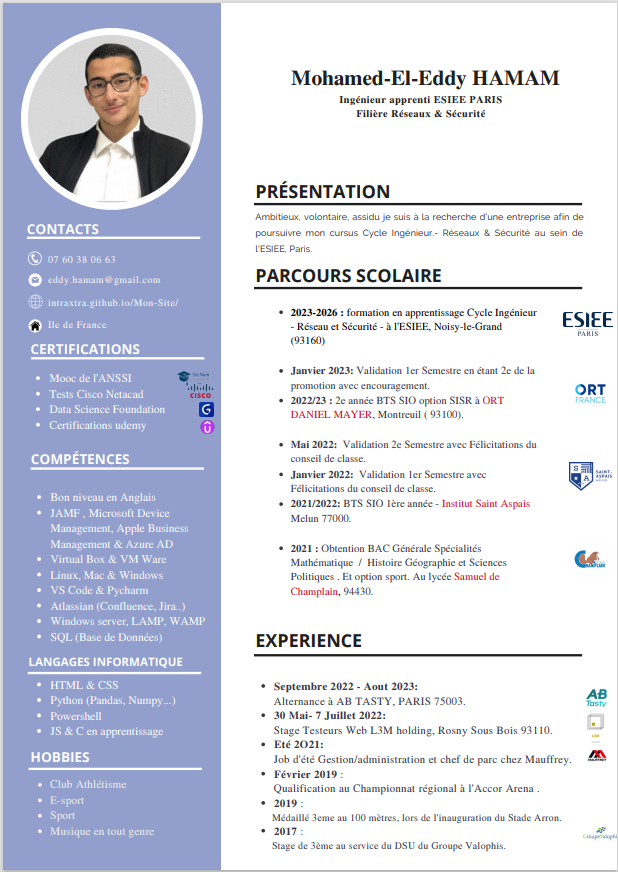 Mohamed-El-Eddy HAMAM
Ingénieur apprenti ESIEE PARIS
Filière Réseaux & Sécurité
CONTACTS
07 60 38 06 63
eddy.hamam@gmail.com
intraxtra.github.io/Mon-Site/
Ile de France
CERTIFICATIONS
Mooc de l'ANSSI
Tests Cisco Netacad
CISCO
Data Science Foundation
Certifications udemy
COMPÉTENCES
Bon niveau en Anglais
JAMF , Microsoft Device
Management, Apple Business
Management & Azure AD
Virtual Box & VM Ware
Linux, Mac & Windows
VS Code & Pycharm
Atlassian (Confluence, Jira..)
Windows server, LAMP, WAMP
SQL (Base de Données)
LANGAGES INFORMATIQUE
HTML & CSS
Python (Pandas, Numpy...)
Powershell
JS & C en apprentissage
HOBBIES
Club Athlétisme
E-sport
Sport
Musique en tout genre
PRÉSENTATION
Ambitieux, volontaire, assidu je suis à la recherche d'une entreprise afin de
poursuivre mon cursus Cycle Ingénieur.- Réseaux & Sécurité au sein de
l'ESIEE, Paris.
PARCOURS SCOLAIRE
2023-2026 : formation en apprentissage Cycle Ingénieur
- Réseau et Sécurité - à l'ESIEE, Noisy-le-Grand
(93160)
ESIEE
PARIS
Janvier 2023: Validation 1er Semestre en étant 2e de la
promotion avec encouragement.
2022/23 : 2e année BTS SIO option SISR à ORT
DANIEL MAYER, Montreuil ( 93100).
ORT
FRANCE
Mai 2022: Validation 2e Semestre avec Félicitations du
conseil de classe.
Janvier 2022: Validation 1er Semestre avec
Félicitations du conseil de classe.
2021/2022: BTS SIO 1ère année - Institut Saint Aspais
Melun 77000.
SAINT-
ASPAIS
2021 : Obtention BAC Générale Spécialités
Mathématique / Histoire Géographie et Sciences
Politiques . Et option sport. Au lycée Samuel de
Champlain, 94430.
EXPERIENCE
Septembre 2022 - Aout 2023:
Alternance à AB TASTY, PARIS 75003.
AB
Tasty
30 Mai- 7 Juillet 2022:
Stage Testeurs Web L3M holding, Rosny Sous Bois 93110.
Eté 2O21:
Job d'été Gestion/administration et chef de parc chez Mauffrey.
MAUFFREY
Février 2019 :
Qualification au Championnat régional à l'Accor Arena .
2019 :
Médaillé 3eme au 100 mètres, lors de l'inauguration du Stade Arron.
2017 :
Stage de 3ème au service du DSU du Groupe Valophis.